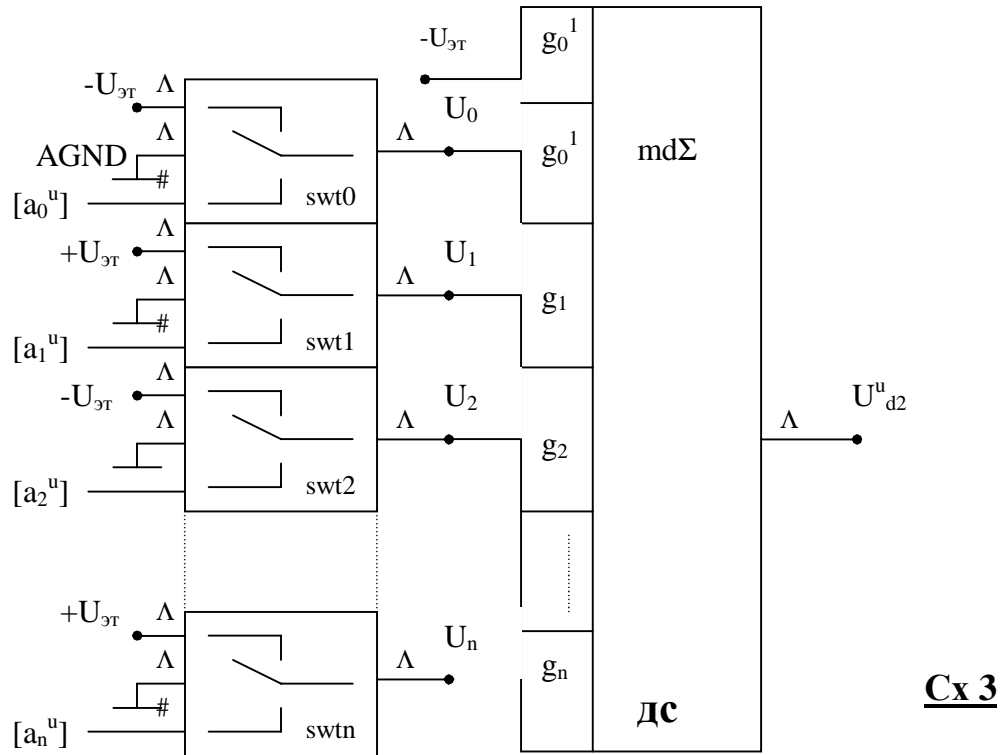 -Uэт
g₀¹
-Uэт
Λ
U₀
Λ
Λ
g₀¹
mdΣ
AGND
#
[a₀ᵘ]
swt0
Λ
+Uэт
U₁
Λ
Λ
g₁
#
[a₁ᵘ]
swt1
Λ
-Uэт
U₂
Uᵘd2
Λ
Λ
Λ
g₂
[a₂ᵘ]
swt2
+Uэт
Λ
Uₙ
Λ
Λ
gₙ
#
[aₙᵘ]
swtn
дс
Сх 3